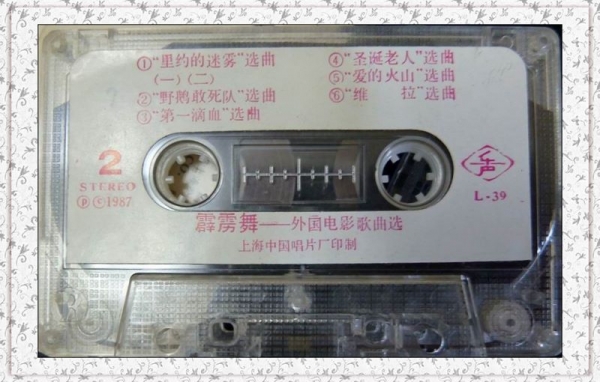 ①“里约的迷雾”选曲
(一)(二)
②“野鹅敢死队”选曲
③“第一滴血”选曲
④“圣诞老人”选曲
⑤“爱的火山”选曲
⑥“维 拉”选曲
2
STEREO
Ⓟ©1987
L-39
霹雳舞——外国电影歌曲选
上海中国唱片厂印制